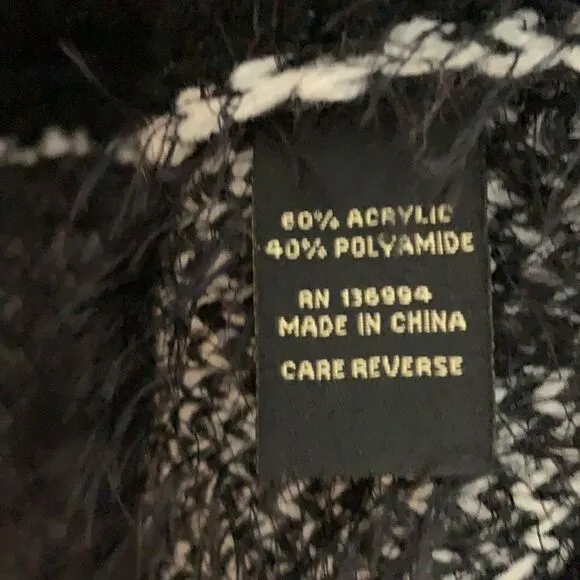 60% ACRYLIC
40% POLYAMIDE
RN 136994
MADE IN CHINA
CARE REVERSE